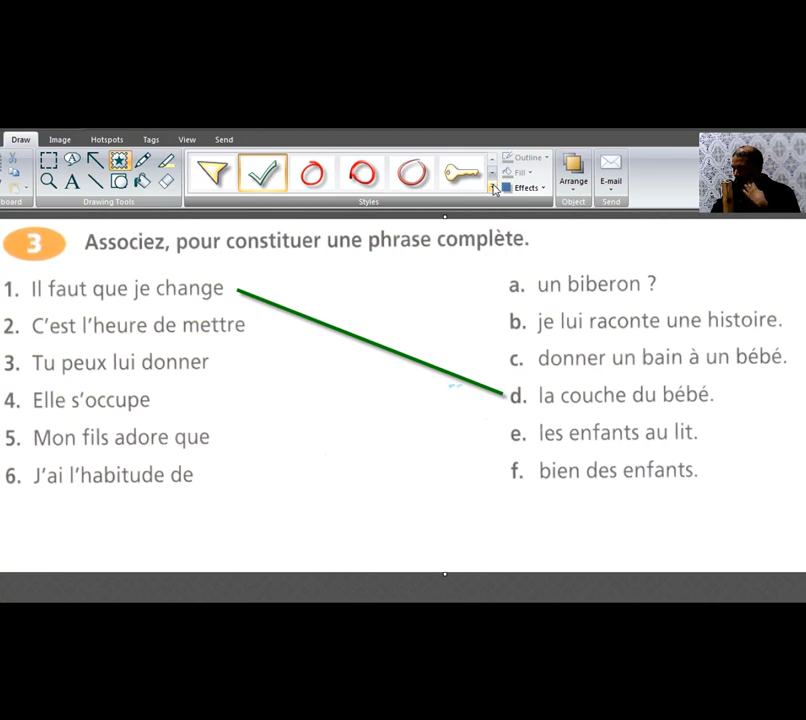 Draw Image Hotspots Tags View Send
Outline
Fill
Effects
Arrange
E-mail
board Drawing Tools Styles Object Send
3 Associez, pour constituer une phrase complète.
1. Il faut que je change
2. C'est l'heure de mettre
3. Tu peux lui donner
4. Elle s'occupe
5. Mon fils adore que
6. J'ai l'habitude de
a. un biberon ?
b. je lui raconte une histoire.
c. donner un bain à un bébé.
d. la couche du bébé.
e. les enfants au lit.
f. bien des enfants.